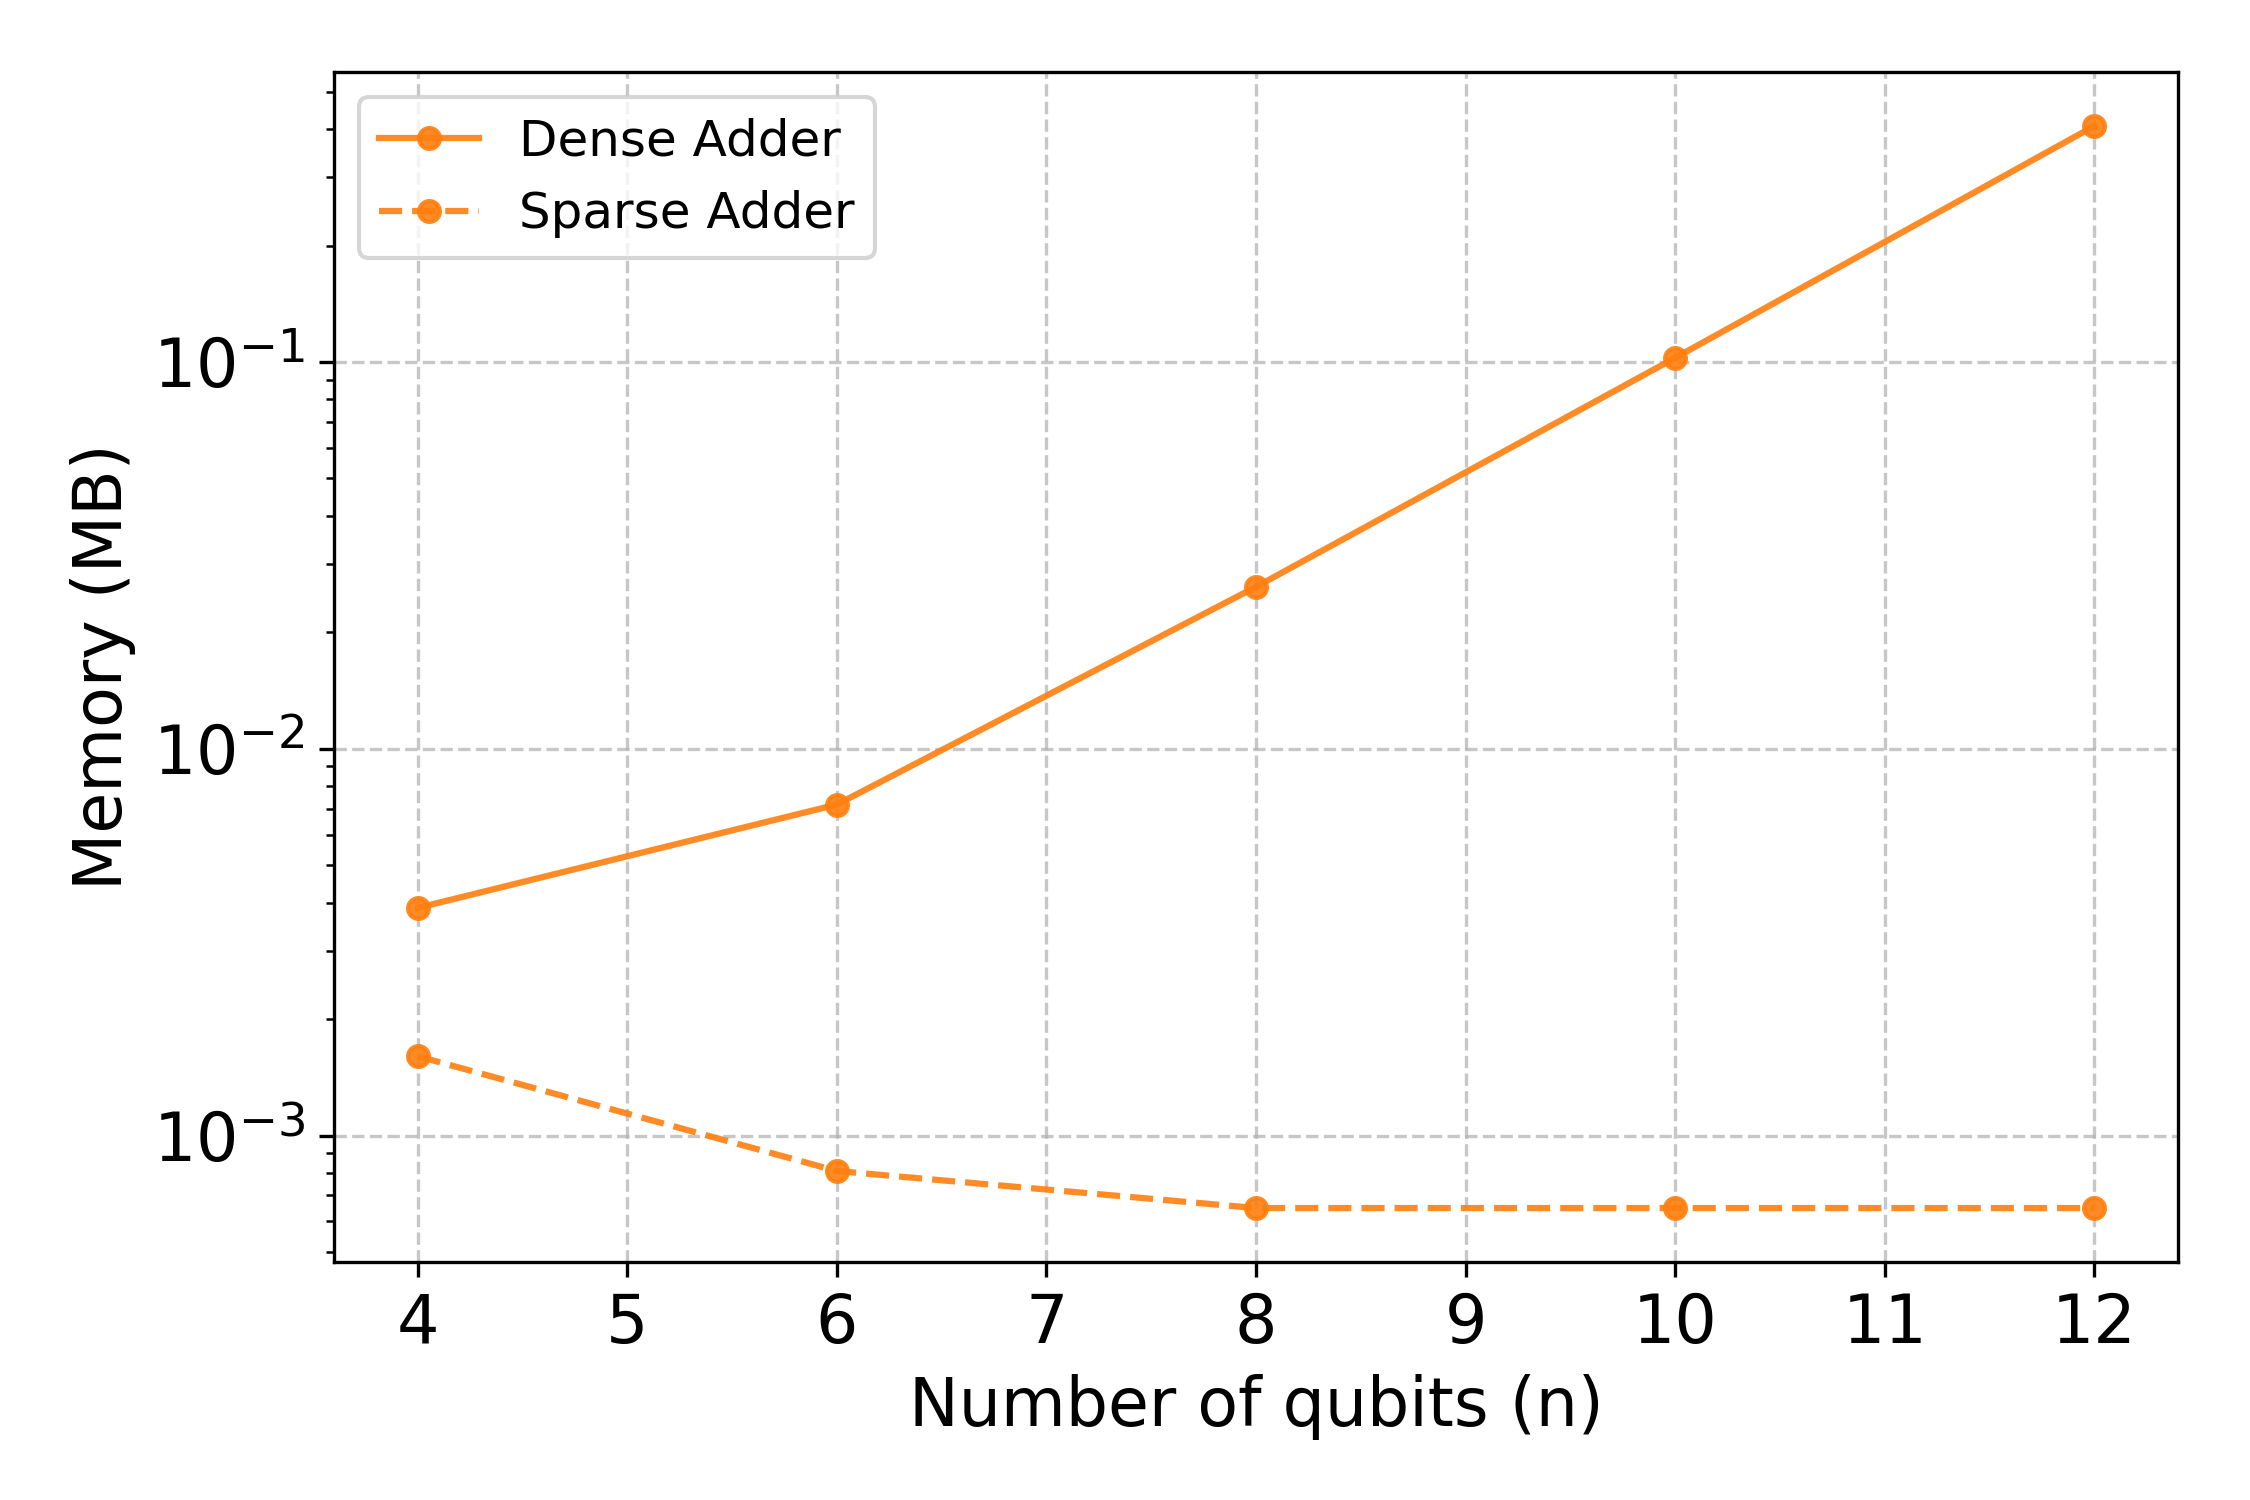 Dense Adder
Sparse Adder
10⁻¹
10⁻²
10⁻³
Memory (MB)
4 5 6 7 8 9 10 11 12
Number of qubits (n)